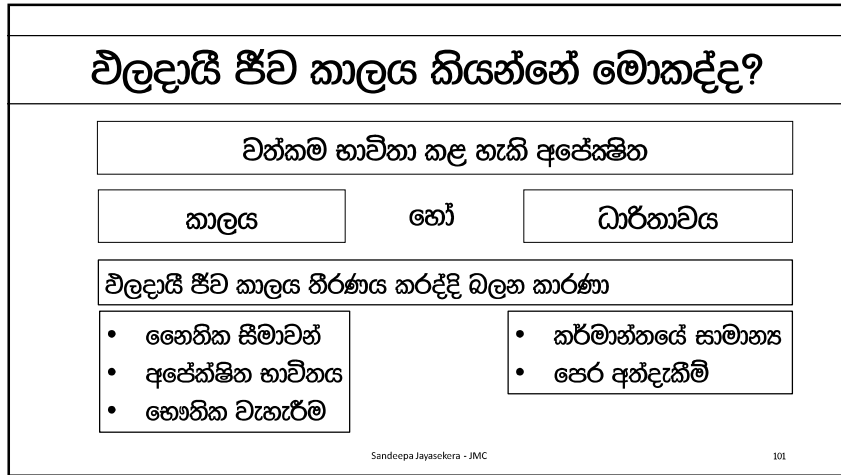 ඵලදායී ජීව කාලය කියන්නේ මොකද්ද?
වත්කම භාවිතා කළ හැකි අපේක්ෂිත
කාලය හෝ ධාරිතාවය
ඵලදායී ජීව කාලය තීරණය කරද්දි බලන කාරණා
• නෛතික සීමාවන්
• අපේක්ෂිත භාවිතය
• භෞතික වැහැරීම
• කර්මාන්තයේ සාමාන්‍ය
• පෙර අත්දැකීම්
Sandeepa Jayasekera - JMC
101